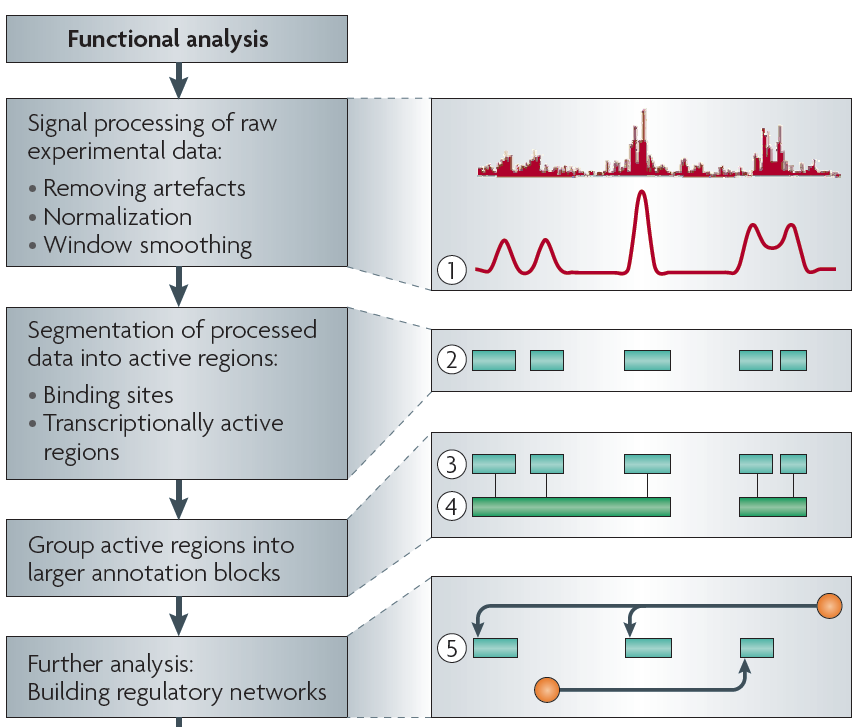 Functional analysis
Signal processing of raw
experimental data:
• Removing artefacts
• Normalization
• Window smoothing
1
Segmentation of processed
data into active regions:
• Binding sites
• Transcriptionally active
regions
2
3
4
Group active regions into
larger annotation blocks
5
Further analysis:
Building regulatory networks